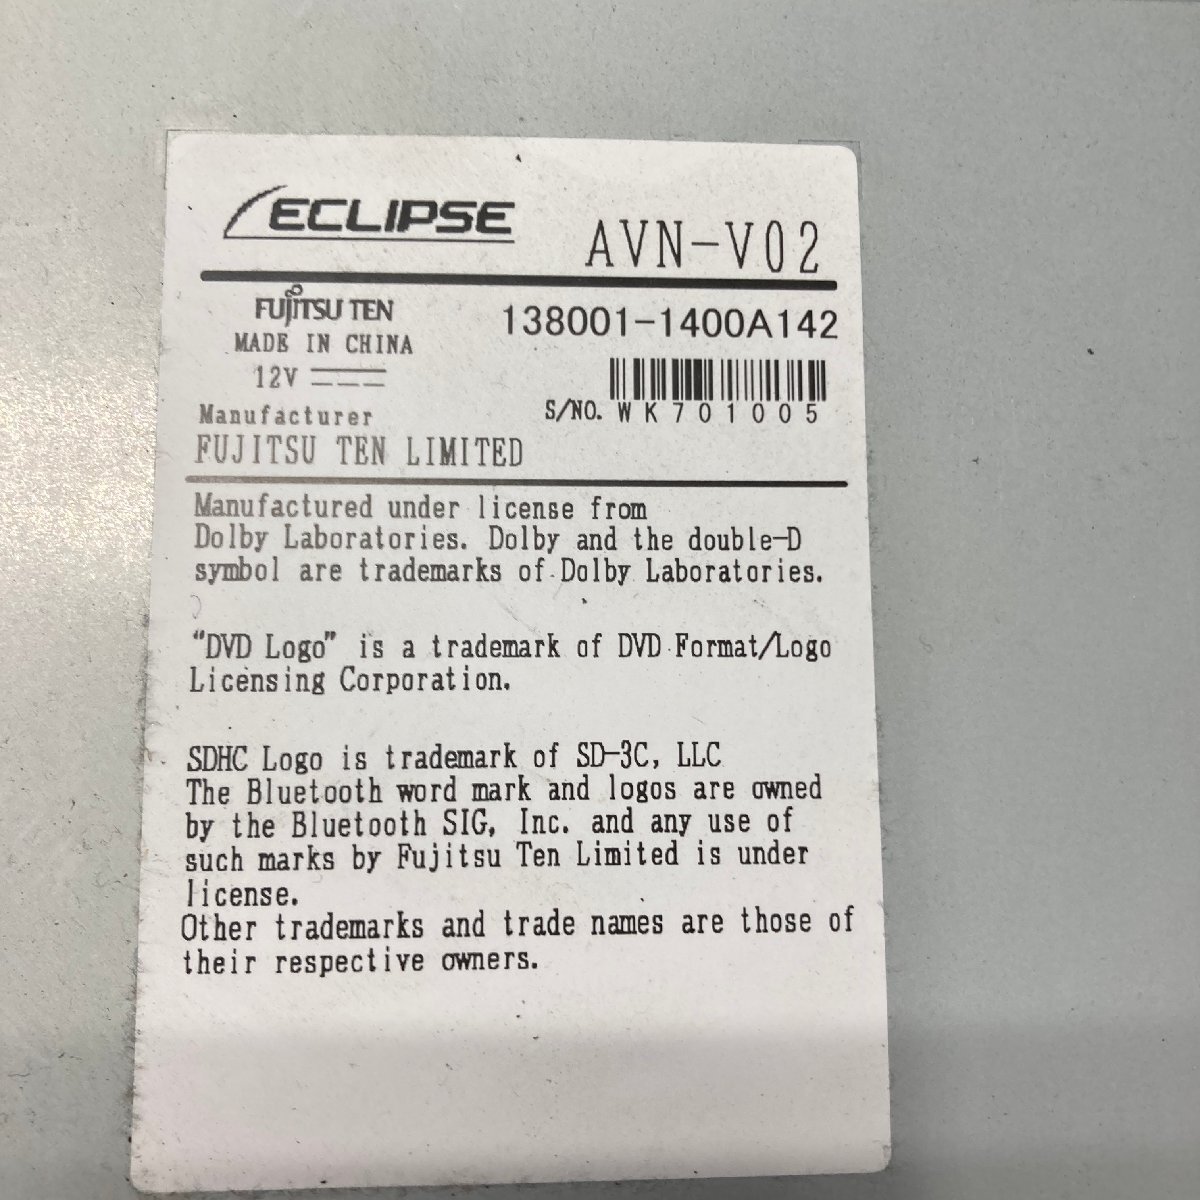 ECLIPSE AVN-V02
FUJITSU TEN 138001-1400A142
MADE IN CHINA
12V
S/NO. WK701005
Manufacturer
FUJITSU TEN LIMITED
Manufactured under license from
Dolby Laboratories. Dolby and the double-D
symbol are trademarks of Dolby Laboratories.
"DVD Logo" is a trademark of DVD Format/Logo
Licensing Corporation.
SDHC Logo is trademark of SD-3C, LLC
The Bluetooth word mark and logos are owned
by the Bluetooth SIG, Inc. and any use of
such marks by Fujitsu Ten Limited is under
license.
Other trademarks and trade names are those of
their respective owners.